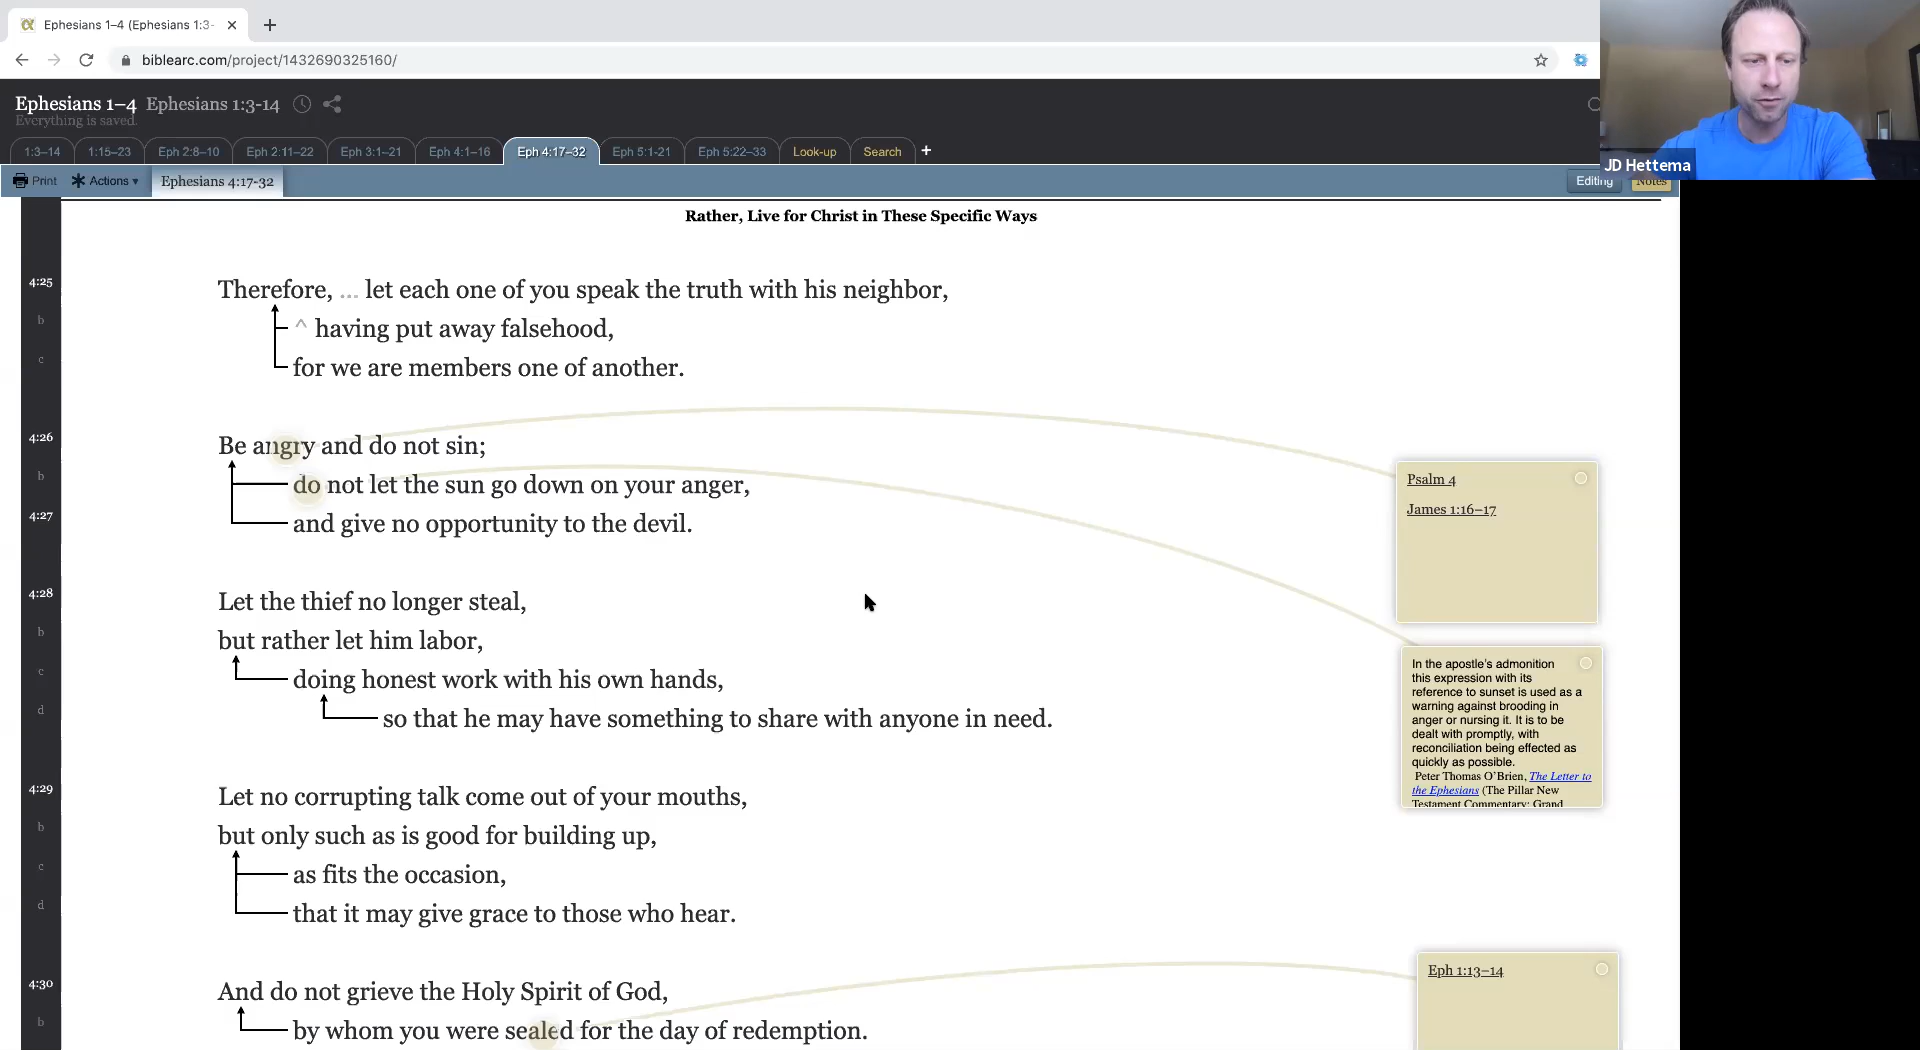 Ephesians 1–4 (Ephesians 1:3-
biblearc.com/project/1432690325160/
Ephesians 1–4 Ephesians 1:3-14
Everything is saved.
1:3–14 1:15–23 Eph 2:8–10 Eph 2:11–22 Eph 3:1–21 Eph 4:1–16 Eph 4:17–32 Eph 5:1-21 Eph 5:22–33 Look-up Search +
JD Hettema
Print Actions ▾ Ephesians 4:17-32 Editing Notes
Rather, Live for Christ in These Specific Ways
4:25 Therefore, ... let each one of you speak the truth with his neighbor,
b ^ having put away falsehood,
c for we are members one of another.
4:26 Be angry and do not sin;
b do not let the sun go down on your anger,
4:27 and give no opportunity to the devil.
Psalm 4
James 1:16–17
4:28 Let the thief no longer steal,
b but rather let him labor,
c doing honest work with his own hands,
d so that he may have something to share with anyone in need.
In the apostle's admonition
this expression with its
reference to sunset is used as a
warning against brooding in
anger or nursing it. It is to be
dealt with promptly, with
reconciliation being effected as
quickly as possible.
Peter Thomas O'Brien, The Letter to
the Ephesians (The Pillar New
Testament Commentary; Grand
4:29 Let no corrupting talk come out of your mouths,
b but only such as is good for building up,
c as fits the occasion,
d that it may give grace to those who hear.
4:30 And do not grieve the Holy Spirit of God,
b by whom you were sealed for the day of redemption.
Eph 1:13–14